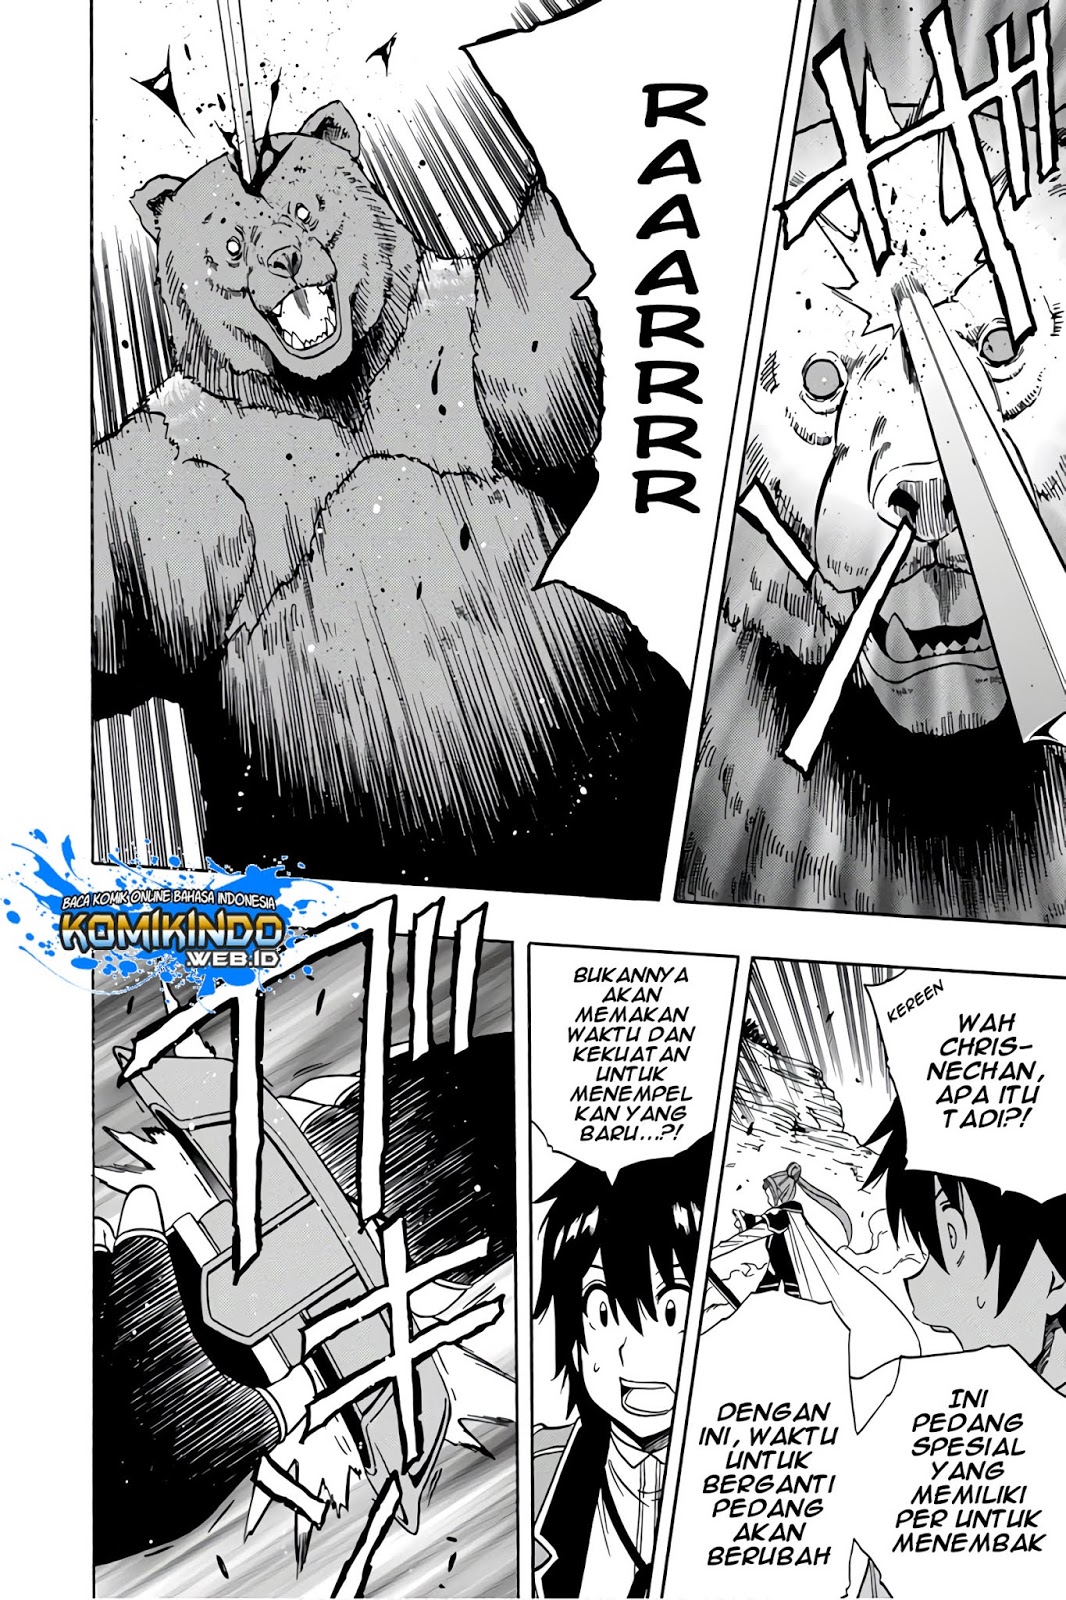 RAAARRRR
KEREEN
WAH
CHRIS-
NECHAN,
APA ITU
TADI?!
INI
PEDANG
SPESIAL
YANG
MEMILIKI
PER UNTUK
MENEMBAK
DENGAN
INI, WAKTU
UNTUK
BERGANTI
PEDANG
AKAN
BERUBAH
BUKANNYA
AKAN
MEMAKAN
WAKTU DAN
KEKUATAN
UNTUK
MENEMPEL
KAN YANG
BARU...?!
BACA KOMIK ONLINE BAHASA INDONESIA
KOMIKINDO
.WEB.ID